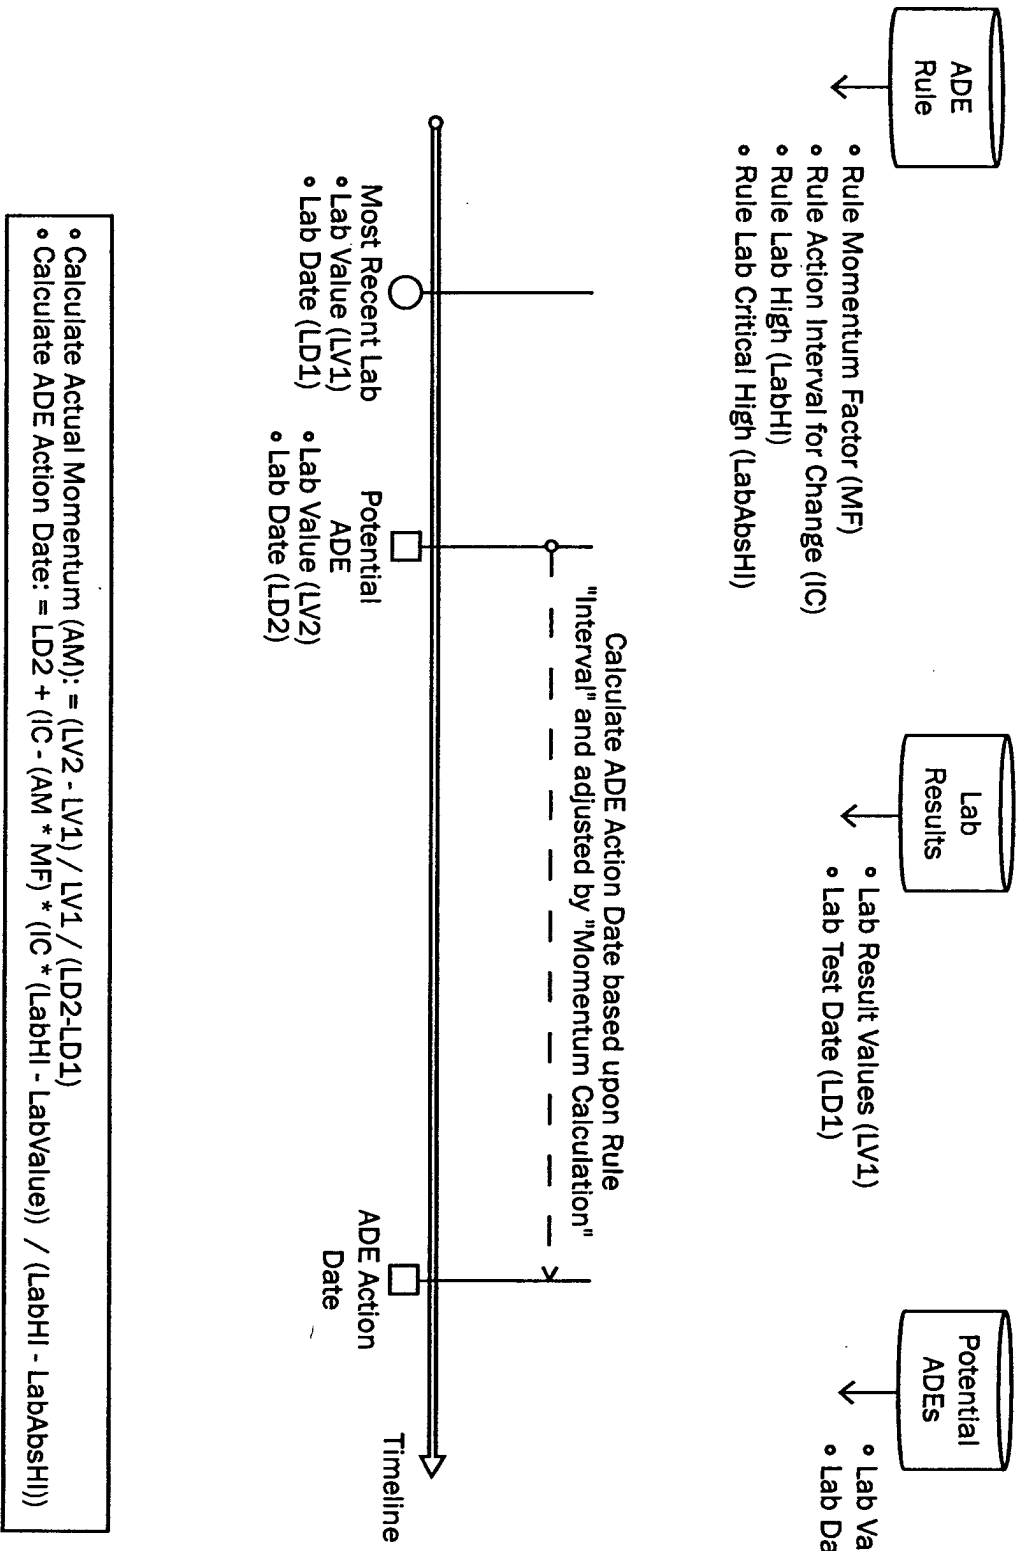 ADE
Rule
• Rule Momentum Factor (MF)
• Rule Action Interval for Change (IC)
• Rule Lab High (LabHI)
• Rule Lab Critical High (LabAbsHI)
Lab
Results
• Lab Result Values (LV1)
• Lab Test Date (LD1)
Potential
ADEs
• Lab Va
• Lab Da
Calculate ADE Action Date based upon Rule
"Interval" and adjusted by "Momentum Calculation"
Most Recent Lab
• Lab Value (LV1)
• Lab Date (LD1)
Potential
ADE
• Lab Value (LV2)
• Lab Date (LD2)
ADE Action
Date
Timeline
• Calculate Actual Momentum (AM): = (LV2 - LV1) / LV1 / (LD2-LD1)
• Calculate ADE Action Date: = LD2 + (IC - (AM * MF) * (IC * (LabHI - LabValue)) / (LabHI - LabAbsHI))